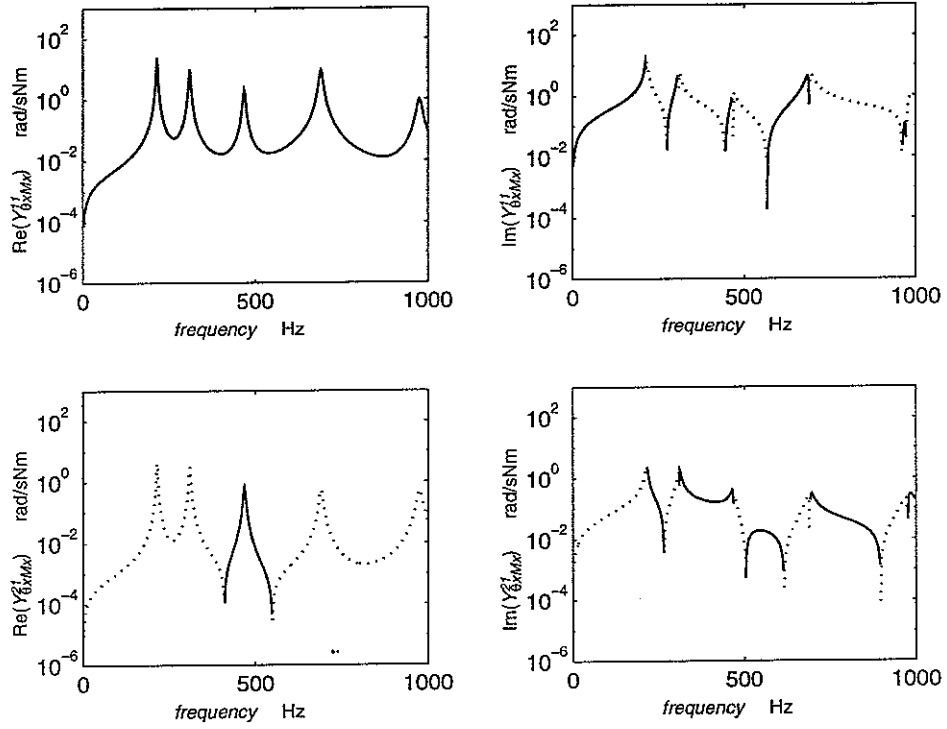 10²
10⁰
10⁻²
10⁻⁴
10⁻⁶
Re(Y¹¹θxMx) rad/sNm
0 500 1000
frequency Hz
10²
10⁰
10⁻²
10⁻⁴
10⁻⁶
Im(Y¹¹θxMx) rad/sNm
0 500 1000
frequency Hz
10²
10⁰
10⁻²
10⁻⁴
10⁻⁶
Re(Y²¹θxMx) rad/sNm
0 500 1000
frequency Hz
10²
10⁰
10⁻²
10⁻⁴
10⁻⁶
Im(Y²¹θxMx) rad/sNm
0 500 1000
frequency Hz